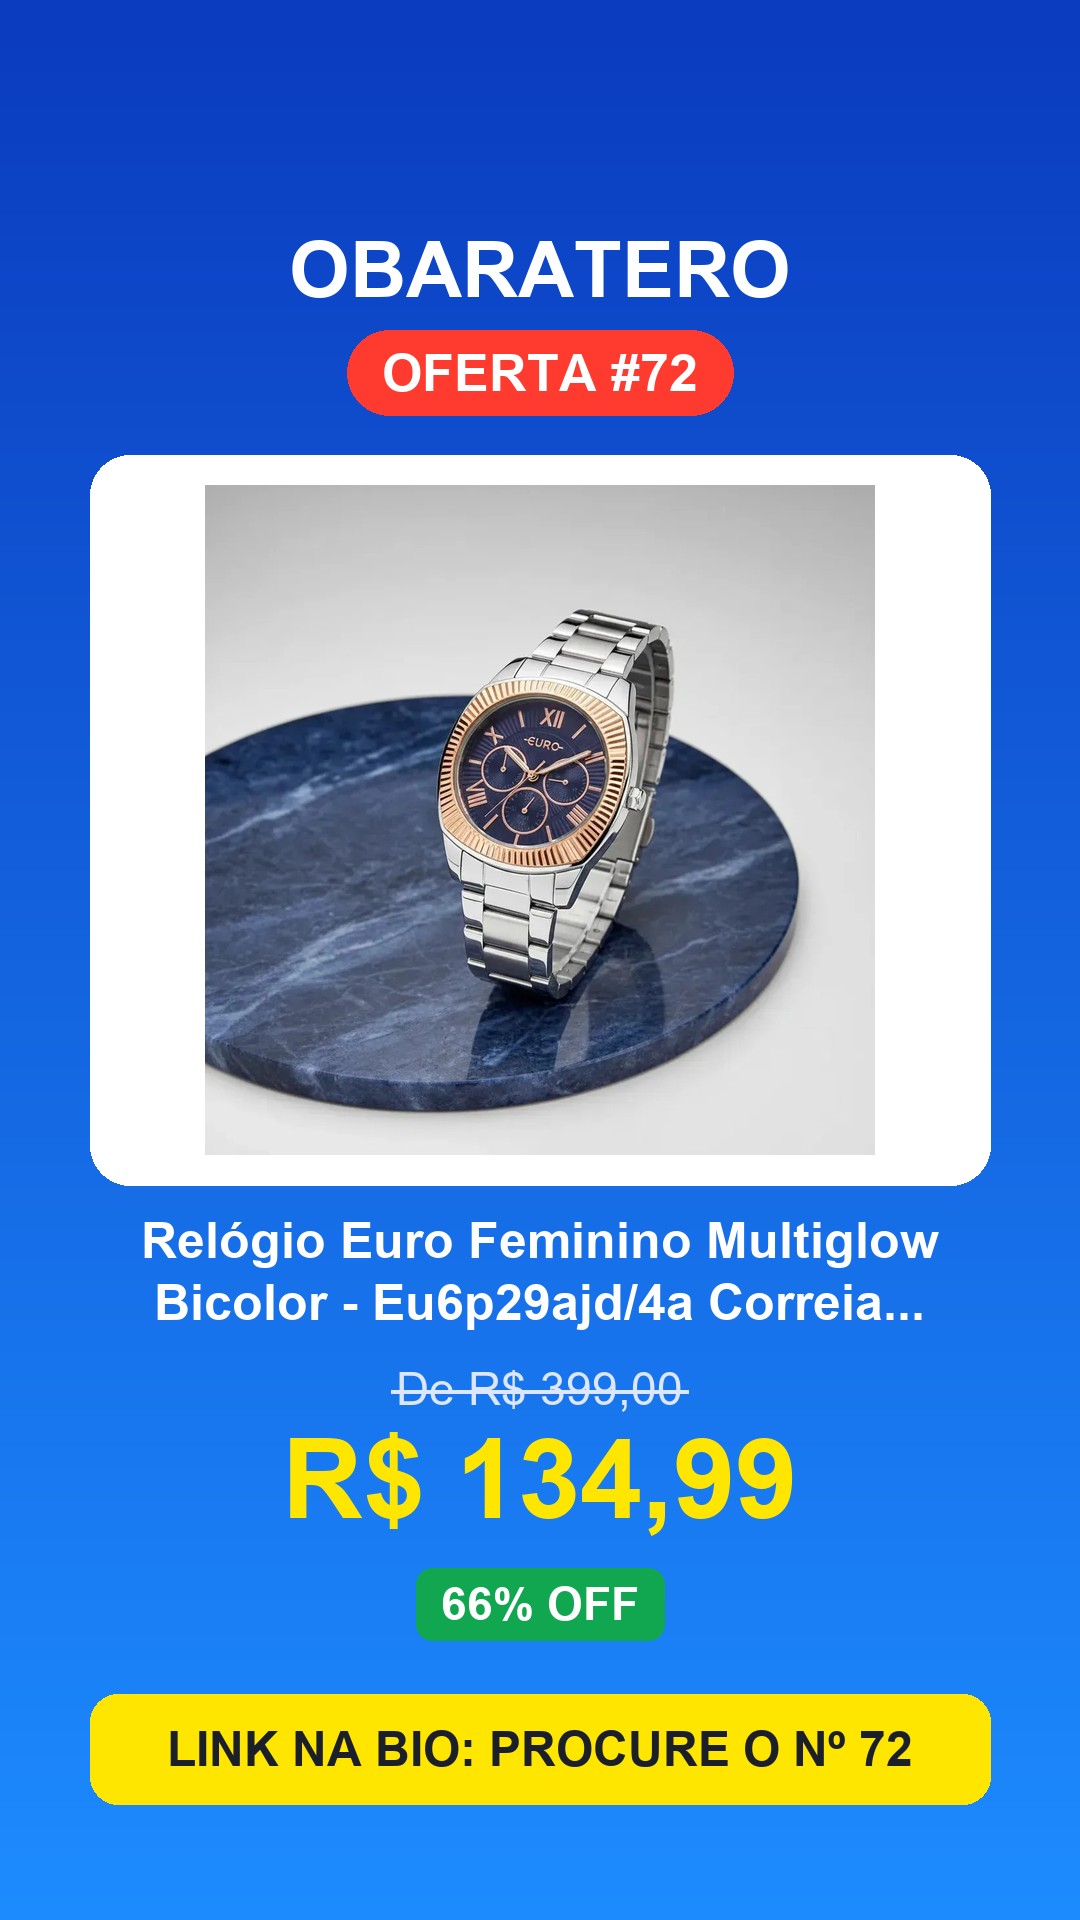 OBARATERO
OFERTA #72
XII
EURO
Relógio Euro Feminino Multiglow
Bicolor - Eu6p29ajd/4a Correia...
De R$ 399,00
R$ 134,99
66% OFF
LINK NA BIO: PROCURE O Nº 72